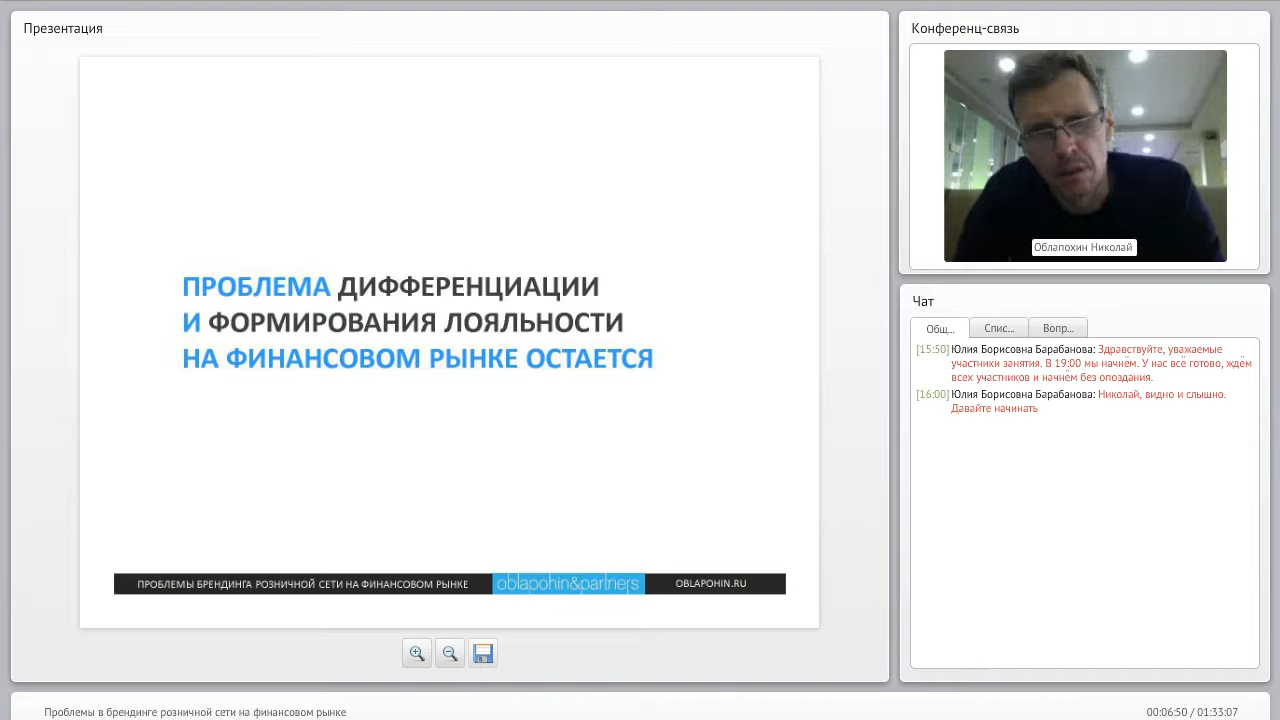 Презентация
ПРОБЛЕМА ДИФФЕРЕНЦИАЦИИ
И ФОРМИРОВАНИЯ ЛОЯЛЬНОСТИ
НА ФИНАНСОВОМ РЫНКЕ ОСТАЕТСЯ
ПРОБЛЕМЫ БРЕНДИНГА РОЗНИЧНОЙ СЕТИ НА ФИНАНСОВОМ РЫНКЕ
oblapohin&partners
OBLAPOHIN.RU
Конференц-связь
Облапохин Николай
Чат
Общ...
Спис...
Вопр...
[15:50] Юлия Борисовна Барабанова: Здравствуйте, уважаемые
участники занятия. В 19:00 мы начнём. У нас всё готово, ждём
всех участников и начнём без опоздания.
[16:00] Юлия Борисовна Барабанова: Николай, видно и слышно.
Давайте начинать
Проблемы в брендинге розничной сети на финансовом рынке
00:06:50 / 01:33:07